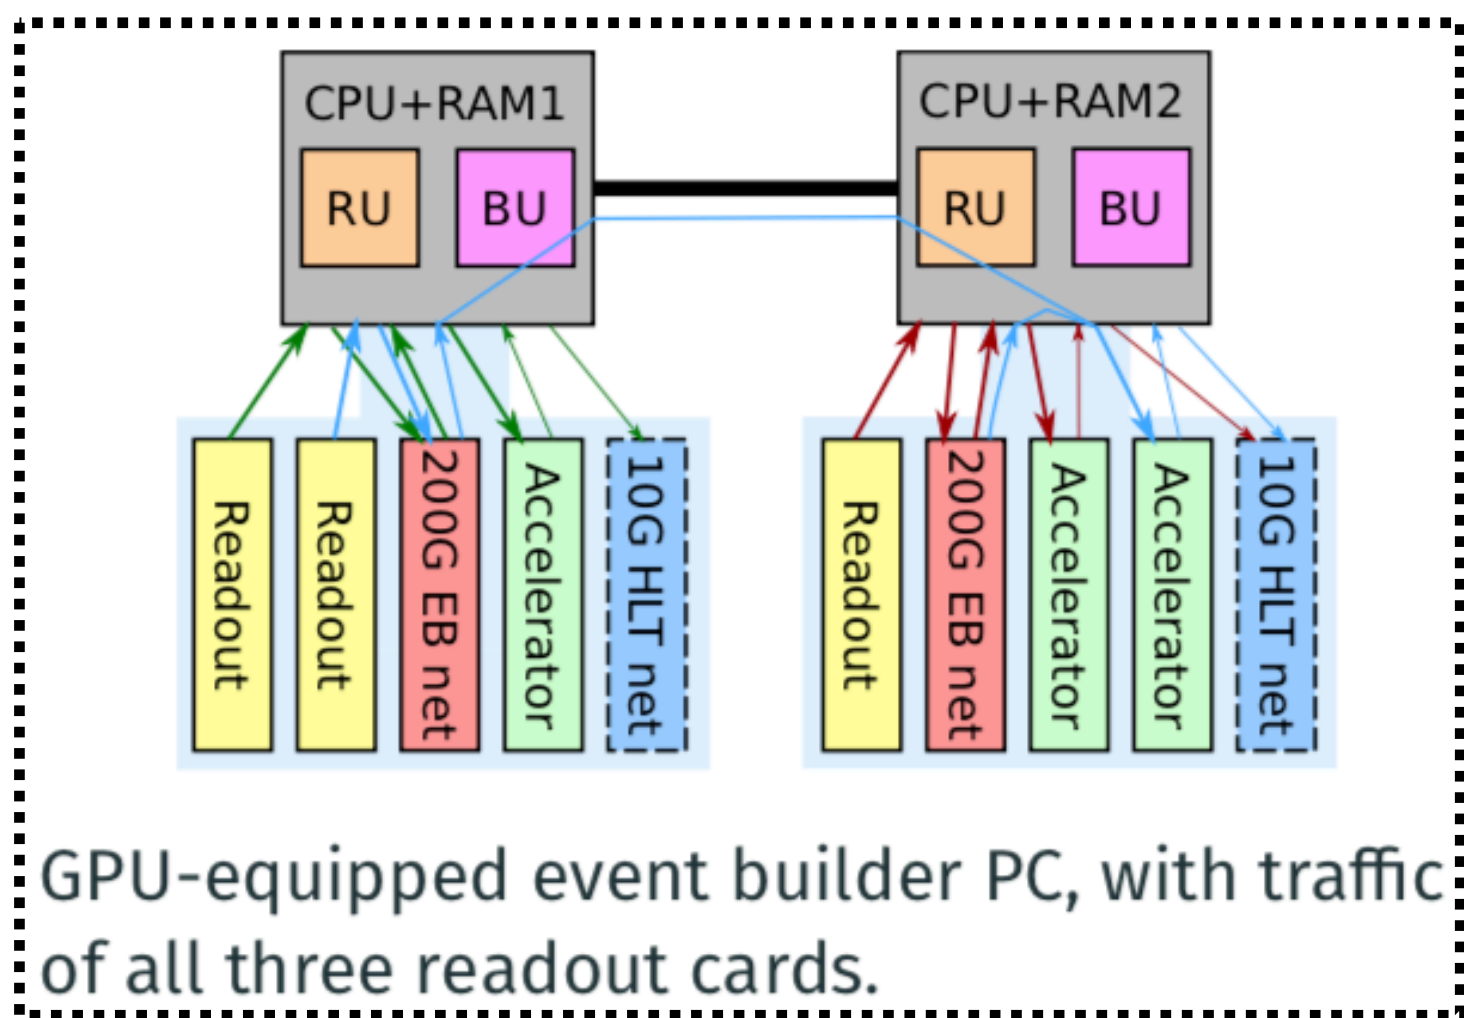 CPU+RAM1
CPU+RAM2
RU
BU
RU
BU
Readout
Readout
200G EB net
Accelerator
10G HLT net
Readout
200G EB net
Accelerator
Accelerator
10G HLT net
GPU-equipped event builder PC, with traffic
of all three readout cards.